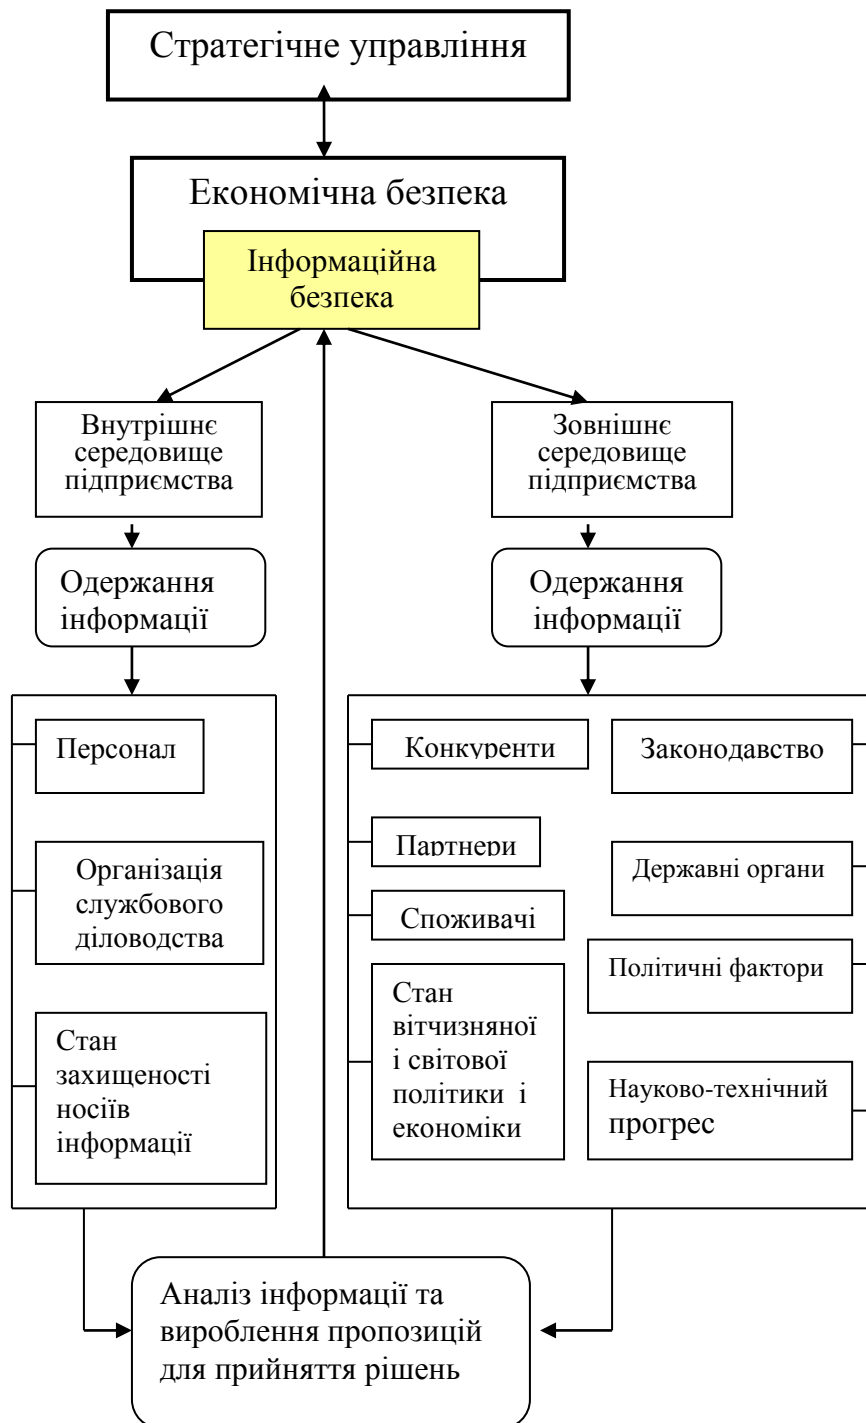 Стратегічне управління
Економічна безпека
Інформаційна
безпека
Внутрішнє
середовище
підприємства
Зовнішнє
середовище
підприємства
Одержання
інформації
Одержання
інформації
Персонал
Організація
службового
діловодства
Стан
захищеності
носіїв
інформації
Конкуренти
Партнери
Споживачі
Стан
вітчизняної
і світової
політики і
економіки
Законодавство
Державні органи
Політичні фактори
Науково-технічний
прогрес
Аналіз інформації та
вироблення пропозицій
для прийняття рішень